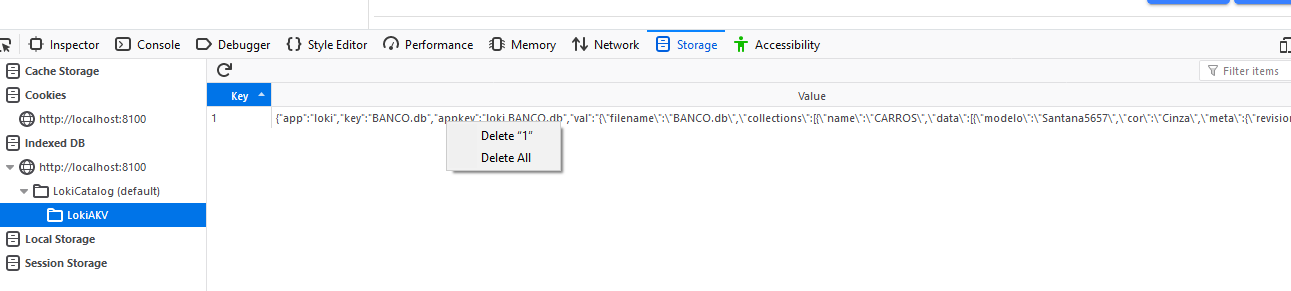 Inspector Console Debugger Style Editor Performance Memory Network Storage Accessibility
Cache Storage
Cookies
http://localhost:8100
Indexed DB
http://localhost:8100
LokiCatalog (default)
LokiAKV
Local Storage
Session Storage
Filter items
Key Value
1 {"app":"loki","key":"BANCO.db","appkey":"loki.BANCO.db","val":"{\"filename\":\"BANCO.db\",\"collections\":[{\"name\":\"CARROS\",\"data\":[{\"modelo\":\"Santana5657\",\"cor\":\"Cinza\",\"meta\":{\"revision
Delete "1"
Delete All